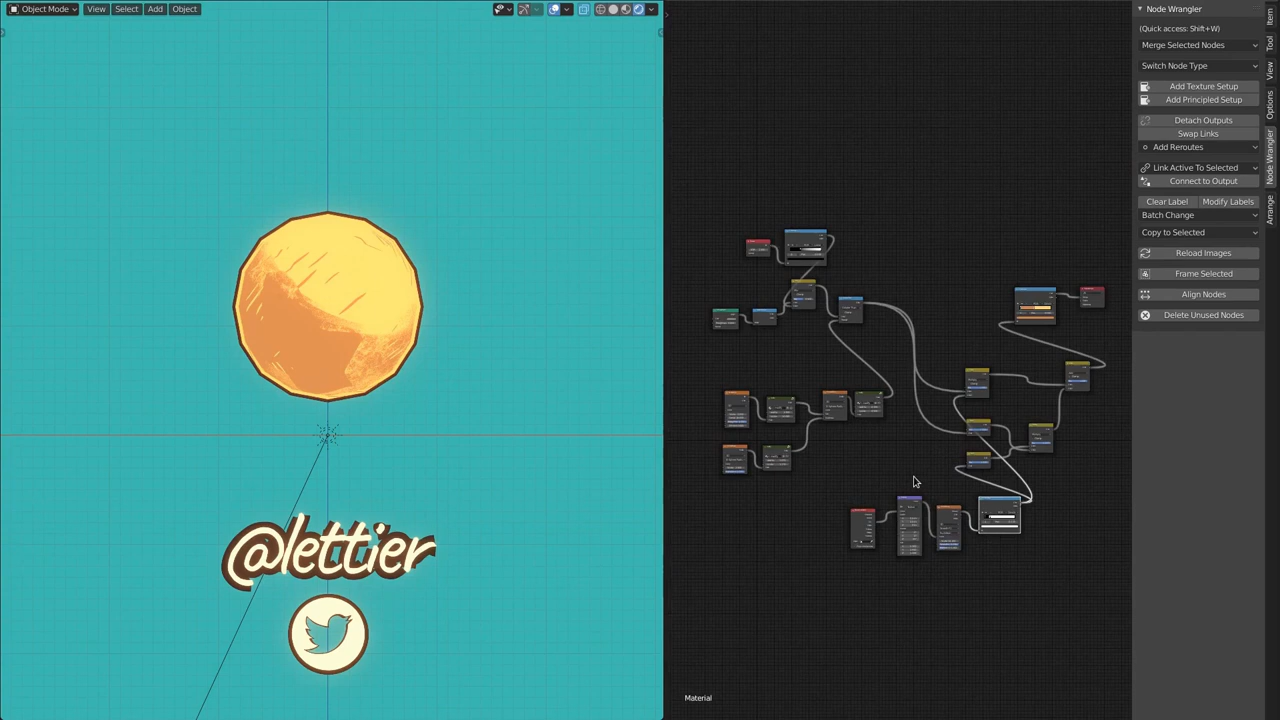 Object Mode View Select Add Object
@lettier
Material
Node Wrangler
(Quick access: Shift+W)
Merge Selected Nodes
Switch Node Type
Add Texture Setup
Add Principled Setup
Detach Outputs
Swap Links
Add Reroutes
Link Active To Selected
Connect to Output
Clear Label Modify Labels
Batch Change
Copy to Selected
Reload Images
Frame Selected
Align Nodes
Delete Unused Nodes
Item
Tool
View
Options
Node Wrangler
Arrange